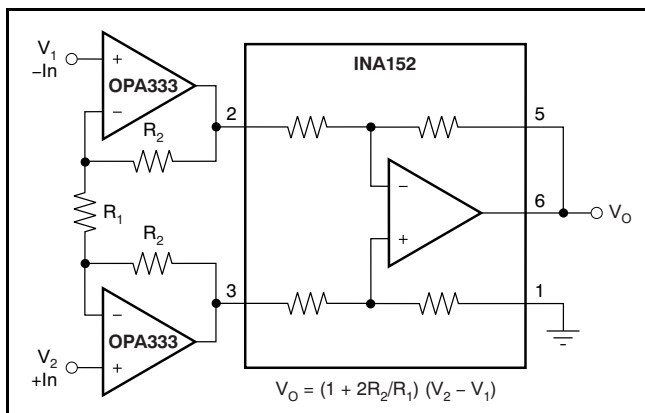 V1
–In
+
OPA333
–
R2
R1
R2
–
OPA333
+
V2
+In
INA152
2
5
–
6
VO
+
3
1
VO = (1 + 2R2/R1) (V2 – V1)